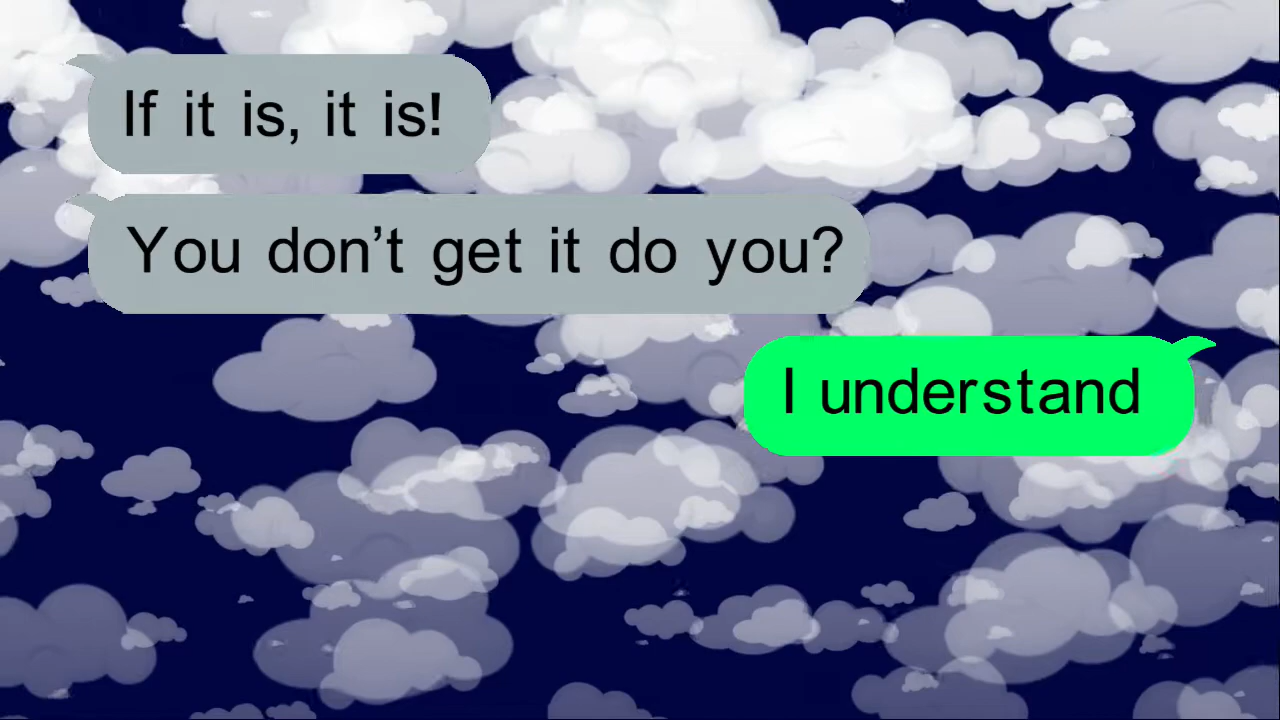 If it is, it is!
You don’t get it do you?
I understand